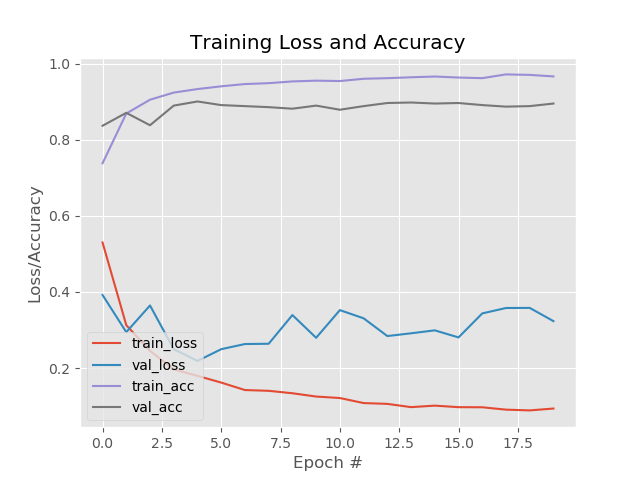 Training Loss and Accuracy
1.0
0.8
0.6
0.4
0.2
Loss/Accuracy
train_loss
val_loss
train_acc
val_acc
0.0 2.5 5.0 7.5 10.0 12.5 15.0 17.5
Epoch #